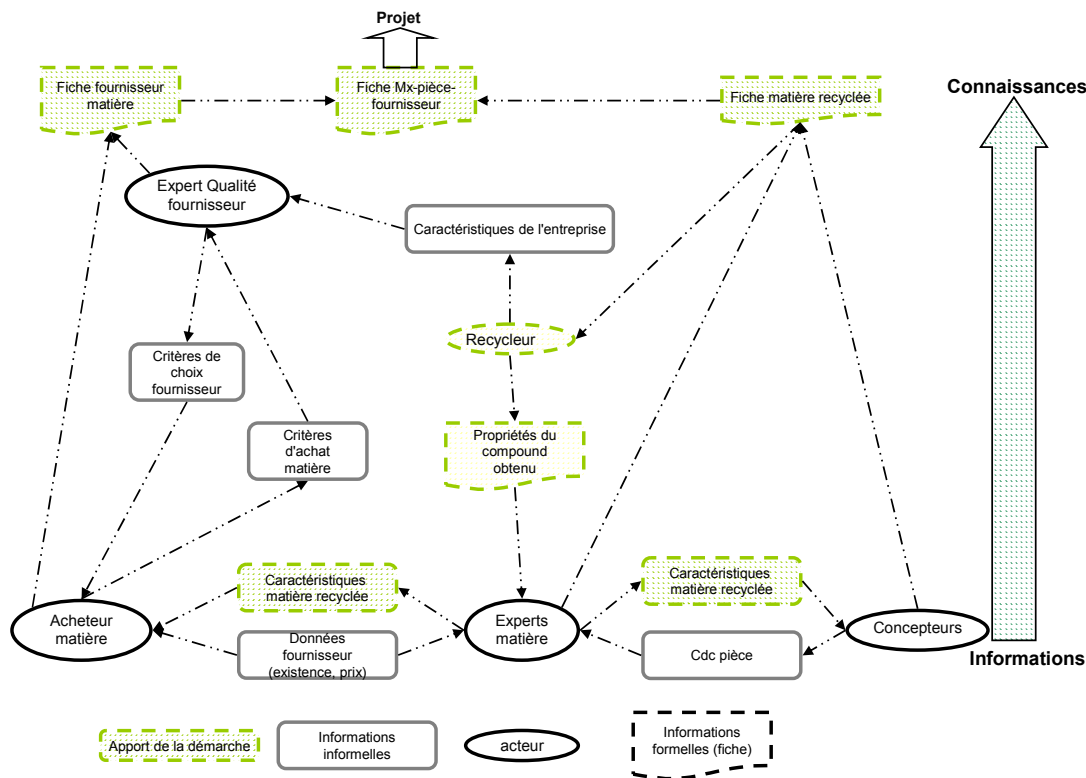 Projet
Fiche fournisseur
matière
Fiche Mx-pièce-
fournisseur
Fiche matière recyclée
Connaissances
Expert Qualité
fournisseur
Caractéristiques de l'entreprise
Recycleur
Critères de
choix
fournisseur
Critères
d'achat
matière
Propriétés du
compound
obtenu
Caractéristiques
matière recyclée
Caractéristiques
matière recyclée
Acheteur
matière
Experts
matière
Concepteurs
Données
fournisseur
(existence, prix)
Cdc pièce
Informations
Apport de la démarche
Informations
informelles
acteur
Informations
formelles (fiche)